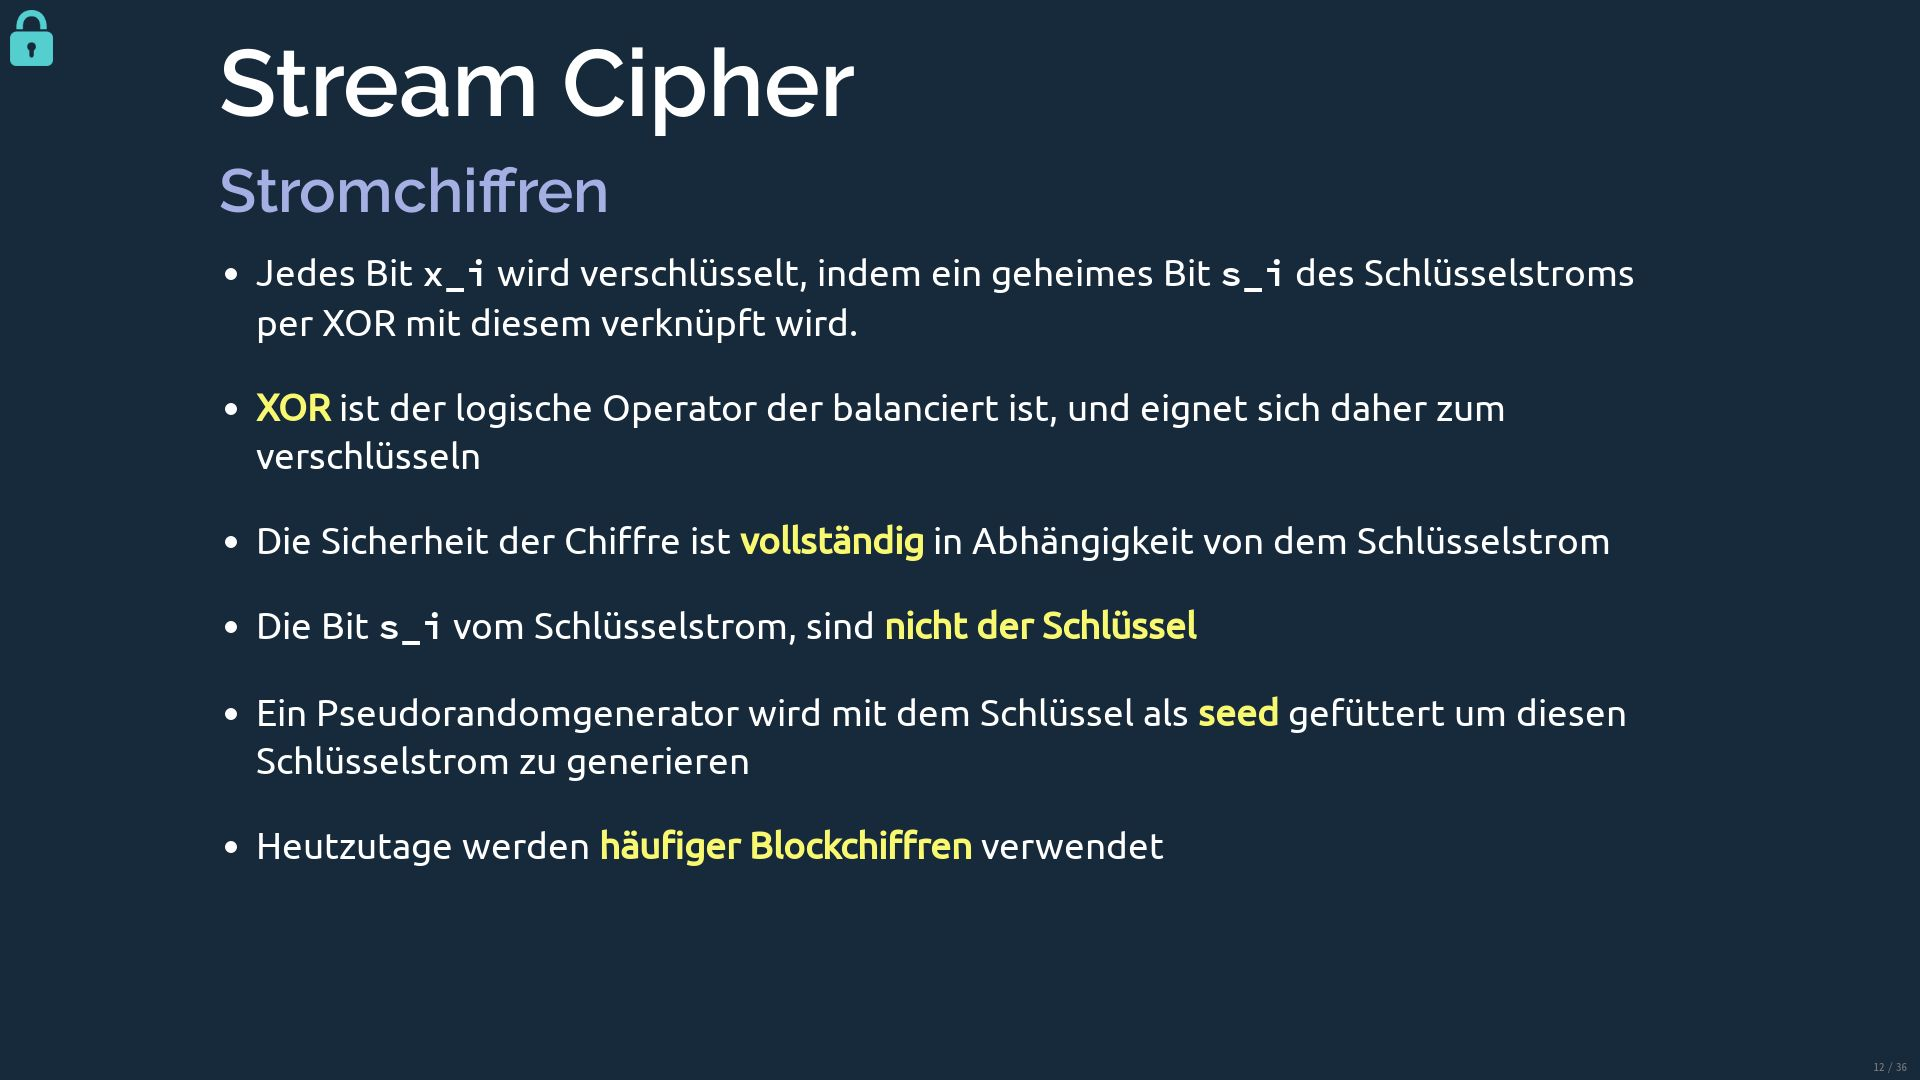 Stream Cipher
Stromchiffren
• Jedes Bit x_i wird verschlüsselt, indem ein geheimes Bit s_i des Schlüsselstroms
per XOR mit diesem verknüpft wird.
• XOR ist der logische Operator der balanciert ist, und eignet sich daher zum
verschlüsseln
• Die Sicherheit der Chiffre ist vollständig in Abhängigkeit von dem Schlüsselstrom
• Die Bit s_i vom Schlüsselstrom, sind nicht der Schlüssel
• Ein Pseudorandomgenerator wird mit dem Schlüssel als seed gefüttert um diesen
Schlüsselstrom zu generieren
• Heutzutage werden häufiger Blockchiffren verwendet
12 / 36